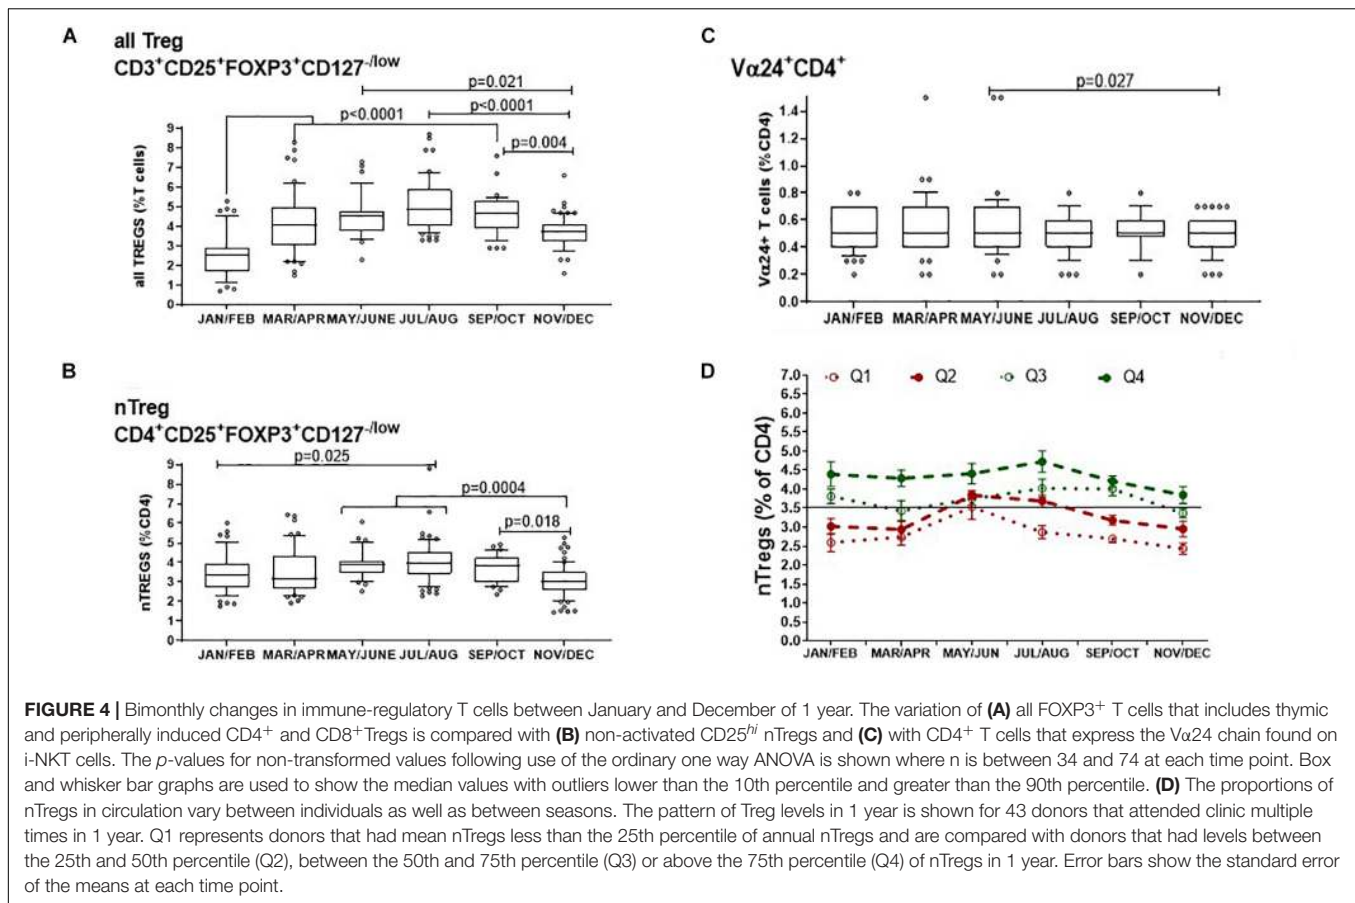 A
all Treg
CD3⁺CD25⁺FOXP3⁺CD127⁻/low
p=0.021
p<0.0001
p<0.0001
p=0.004
all TREGS (%T cells)
9
8
7
6
5
4
3
2
1
0
JAN/FEB MAR/APR MAY/JUNE JUL/AUG SEP/OCT NOV/DEC
C
Vα24⁺CD4⁺
p=0.027
Vα24+ T cells (%CD4)
1.4
1.2
1.0
0.8
0.6
0.4
0.2
0.0
JAN/FEB MAR/APR MAY/JUNE JUL/AUG SEP/OCT NOV/DEC
B
nTreg
CD4⁺CD25⁺FOXP3⁺CD127⁻/low
p=0.025
p=0.0004
p=0.018
nTREGS (%CD4)
9
8
7
6
5
4
3
2
1
0
JAN/FEB MAR/APR MAY/JUNE JUL/AUG SEP/OCT NOV/DEC
D
Q1 Q2 Q3 Q4
nTregs (% of CD4)
7.0
6.5
6.0
5.5
5.0
4.5
4.0
3.5
3.0
2.5
2.0
1.5
1.0
0.5
0.0
JAN/FEB MAR/APR MAY/JUN JUL/AUG SEP/OCT NOV/DEC
FIGURE 4 | Bimonthly changes in immune-regulatory T cells between January and December of 1 year. The variation of (A) all FOXP3⁺ T cells that includes thymic
and peripherally induced CD4⁺ and CD8⁺Tregs is compared with (B) non-activated CD25ʰⁱ nTregs and (C) with CD4⁺ T cells that express the Vα24 chain found on
i-NKT cells. The p-values for non-transformed values following use of the ordinary one way ANOVA is shown where n is between 34 and 74 at each time point. Box
and whisker bar graphs are used to show the median values with outliers lower than the 10th percentile and greater than the 90th percentile. (D) The proportions of
nTregs in circulation vary between individuals as well as between seasons. The pattern of Treg levels in 1 year is shown for 43 donors that attended clinic multiple
times in 1 year. Q1 represents donors that had mean nTregs less than the 25th percentile of annual nTregs and are compared with donors that had levels between
the 25th and 50th percentile (Q2), between the 50th and 75th percentile (Q3) or above the 75th percentile (Q4) of nTregs in 1 year. Error bars show the standard error
of the means at each time point.